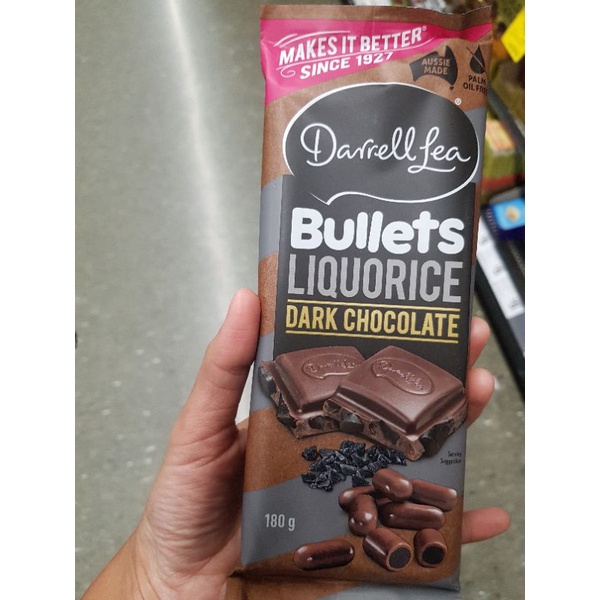 MAKES IT BETTER®
SINCE 1927
AUSSIE
MADE
PALM
OIL FREE
Darrell Lea®
Bullets
LIQUORICE
DARK CHOCOLATE
Serving
Suggestion
180 g